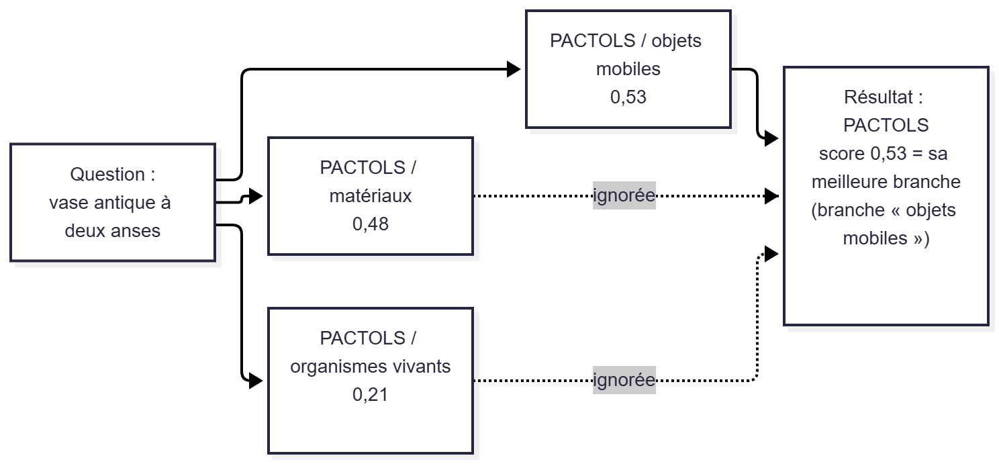 PACTOLS / objets
mobiles
0,53
Question :
vase antique à
deux anses
PACTOLS /
matériaux
0,48
ignorée
PACTOLS /
organismes vivants
0,21
ignorée
Résultat :
PACTOLS
score 0,53 = sa
meilleure branche
(branche « objets
mobiles »)